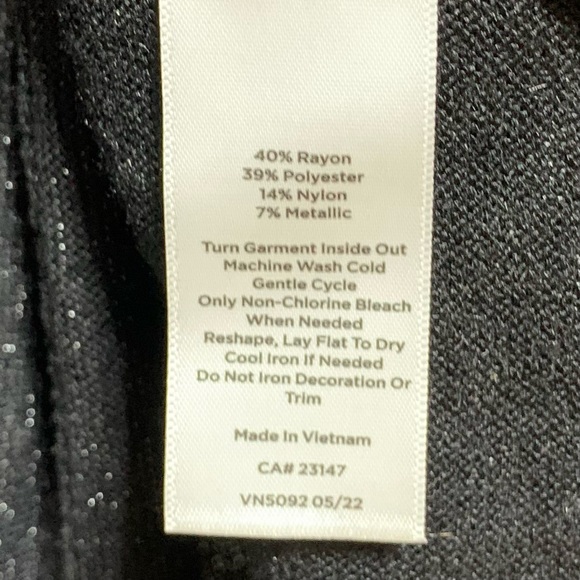 40% Rayon
39% Polyester
14% Nylon
7% Metallic
Turn Garment Inside Out
Machine Wash Cold
Gentle Cycle
Only Non-Chlorine Bleach
When Needed
Reshape, Lay Flat To Dry
Cool Iron If Needed
Do Not Iron Decoration Or
Trim
Made In Vietnam
CA# 23147
VN5092 05/22